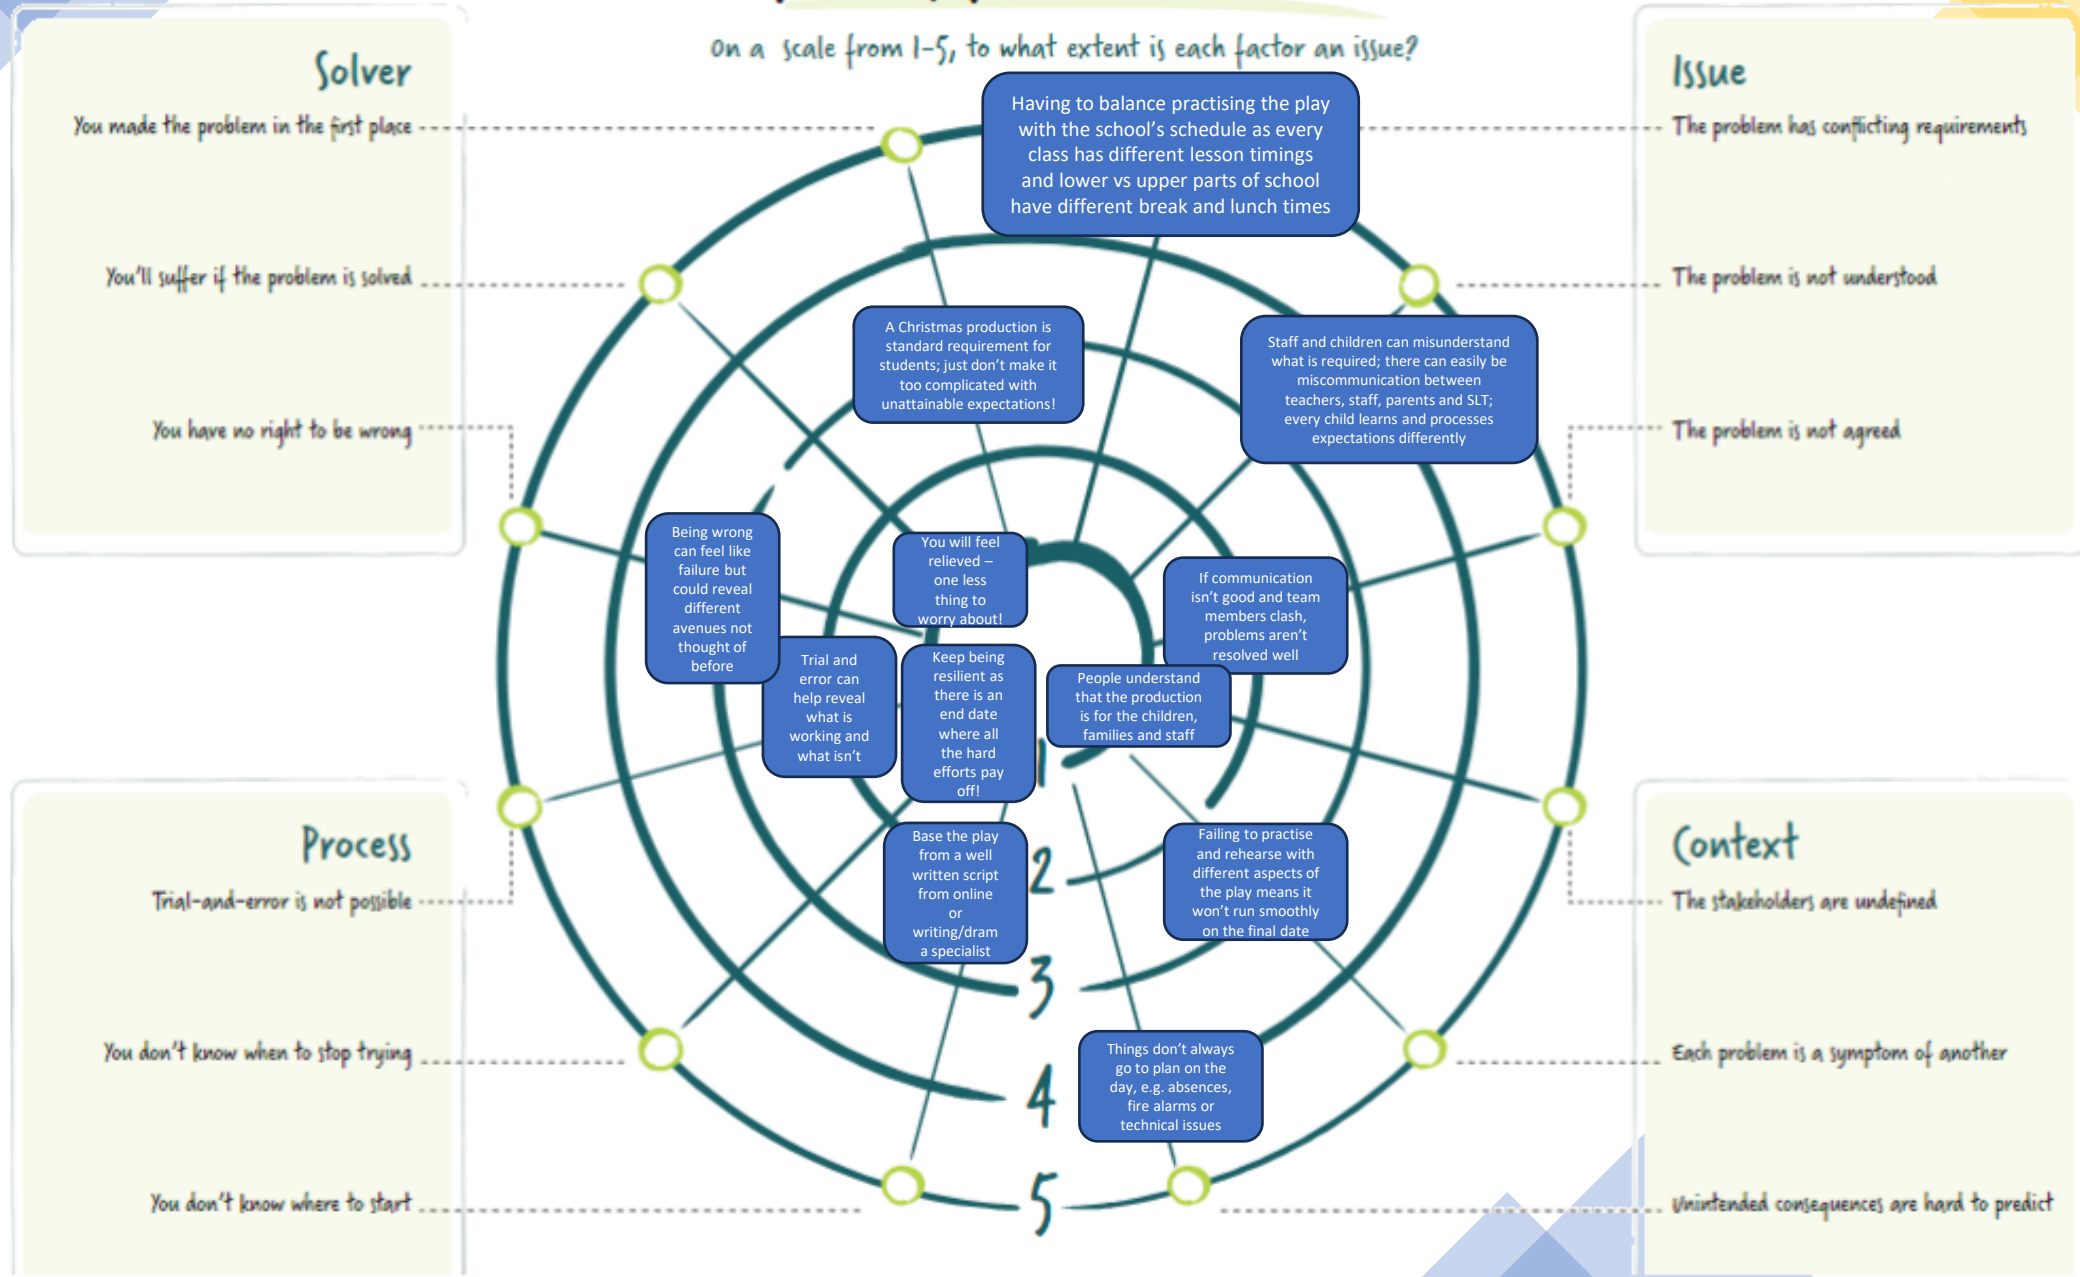 on a scale from 1-5, to what extent is each factor an issue?
Solver
You made the problem in the first place
You'll suffer if the problem is solved
You have no right to be wrong
Issue
The problem has conflicting requirements
The problem is not understood
The problem is not agreed
Having to balance practising the play
with the school's schedule as every
class has different lesson timings
and lower vs upper parts of school
have different break and lunch times
A Christmas production is
standard requirement for
students; just don't make it
too complicated with
unattainable expectations!
Staff and children can misunderstand
what is required; there can easily be
miscommunication between
teachers, staff, parents and SLT;
every child learns and processes
expectations differently
Being wrong
can feel like
failure but
could reveal
different
avenues not
thought of
before
You will feel
relieved –
one less
thing to
worry about!
If communication
isn't good and team
members clash,
problems aren't
resolved well
Trial and
error can
help reveal
what is
working and
what isn't
Keep being
resilient as
there is an
end date
where all
the hard
efforts pay
off!
People understand
that the production
is for the children,
families and staff
Base the play
from a well
written script
from online
or
writing/dram
a specialist
Failing to practise
and rehearse with
different aspects of
the play means it
won't run smoothly
on the final date
Things don't always
go to plan on the
day, e.g. absences,
fire alarms or
technical issues
1
2
3
4
5
Process
Trial-and-error is not possible
You don't know when to stop trying
You don't know where to start
Context
The stakeholders are undefined
Each problem is a symptom of another
Unintended consequences are hard to predict